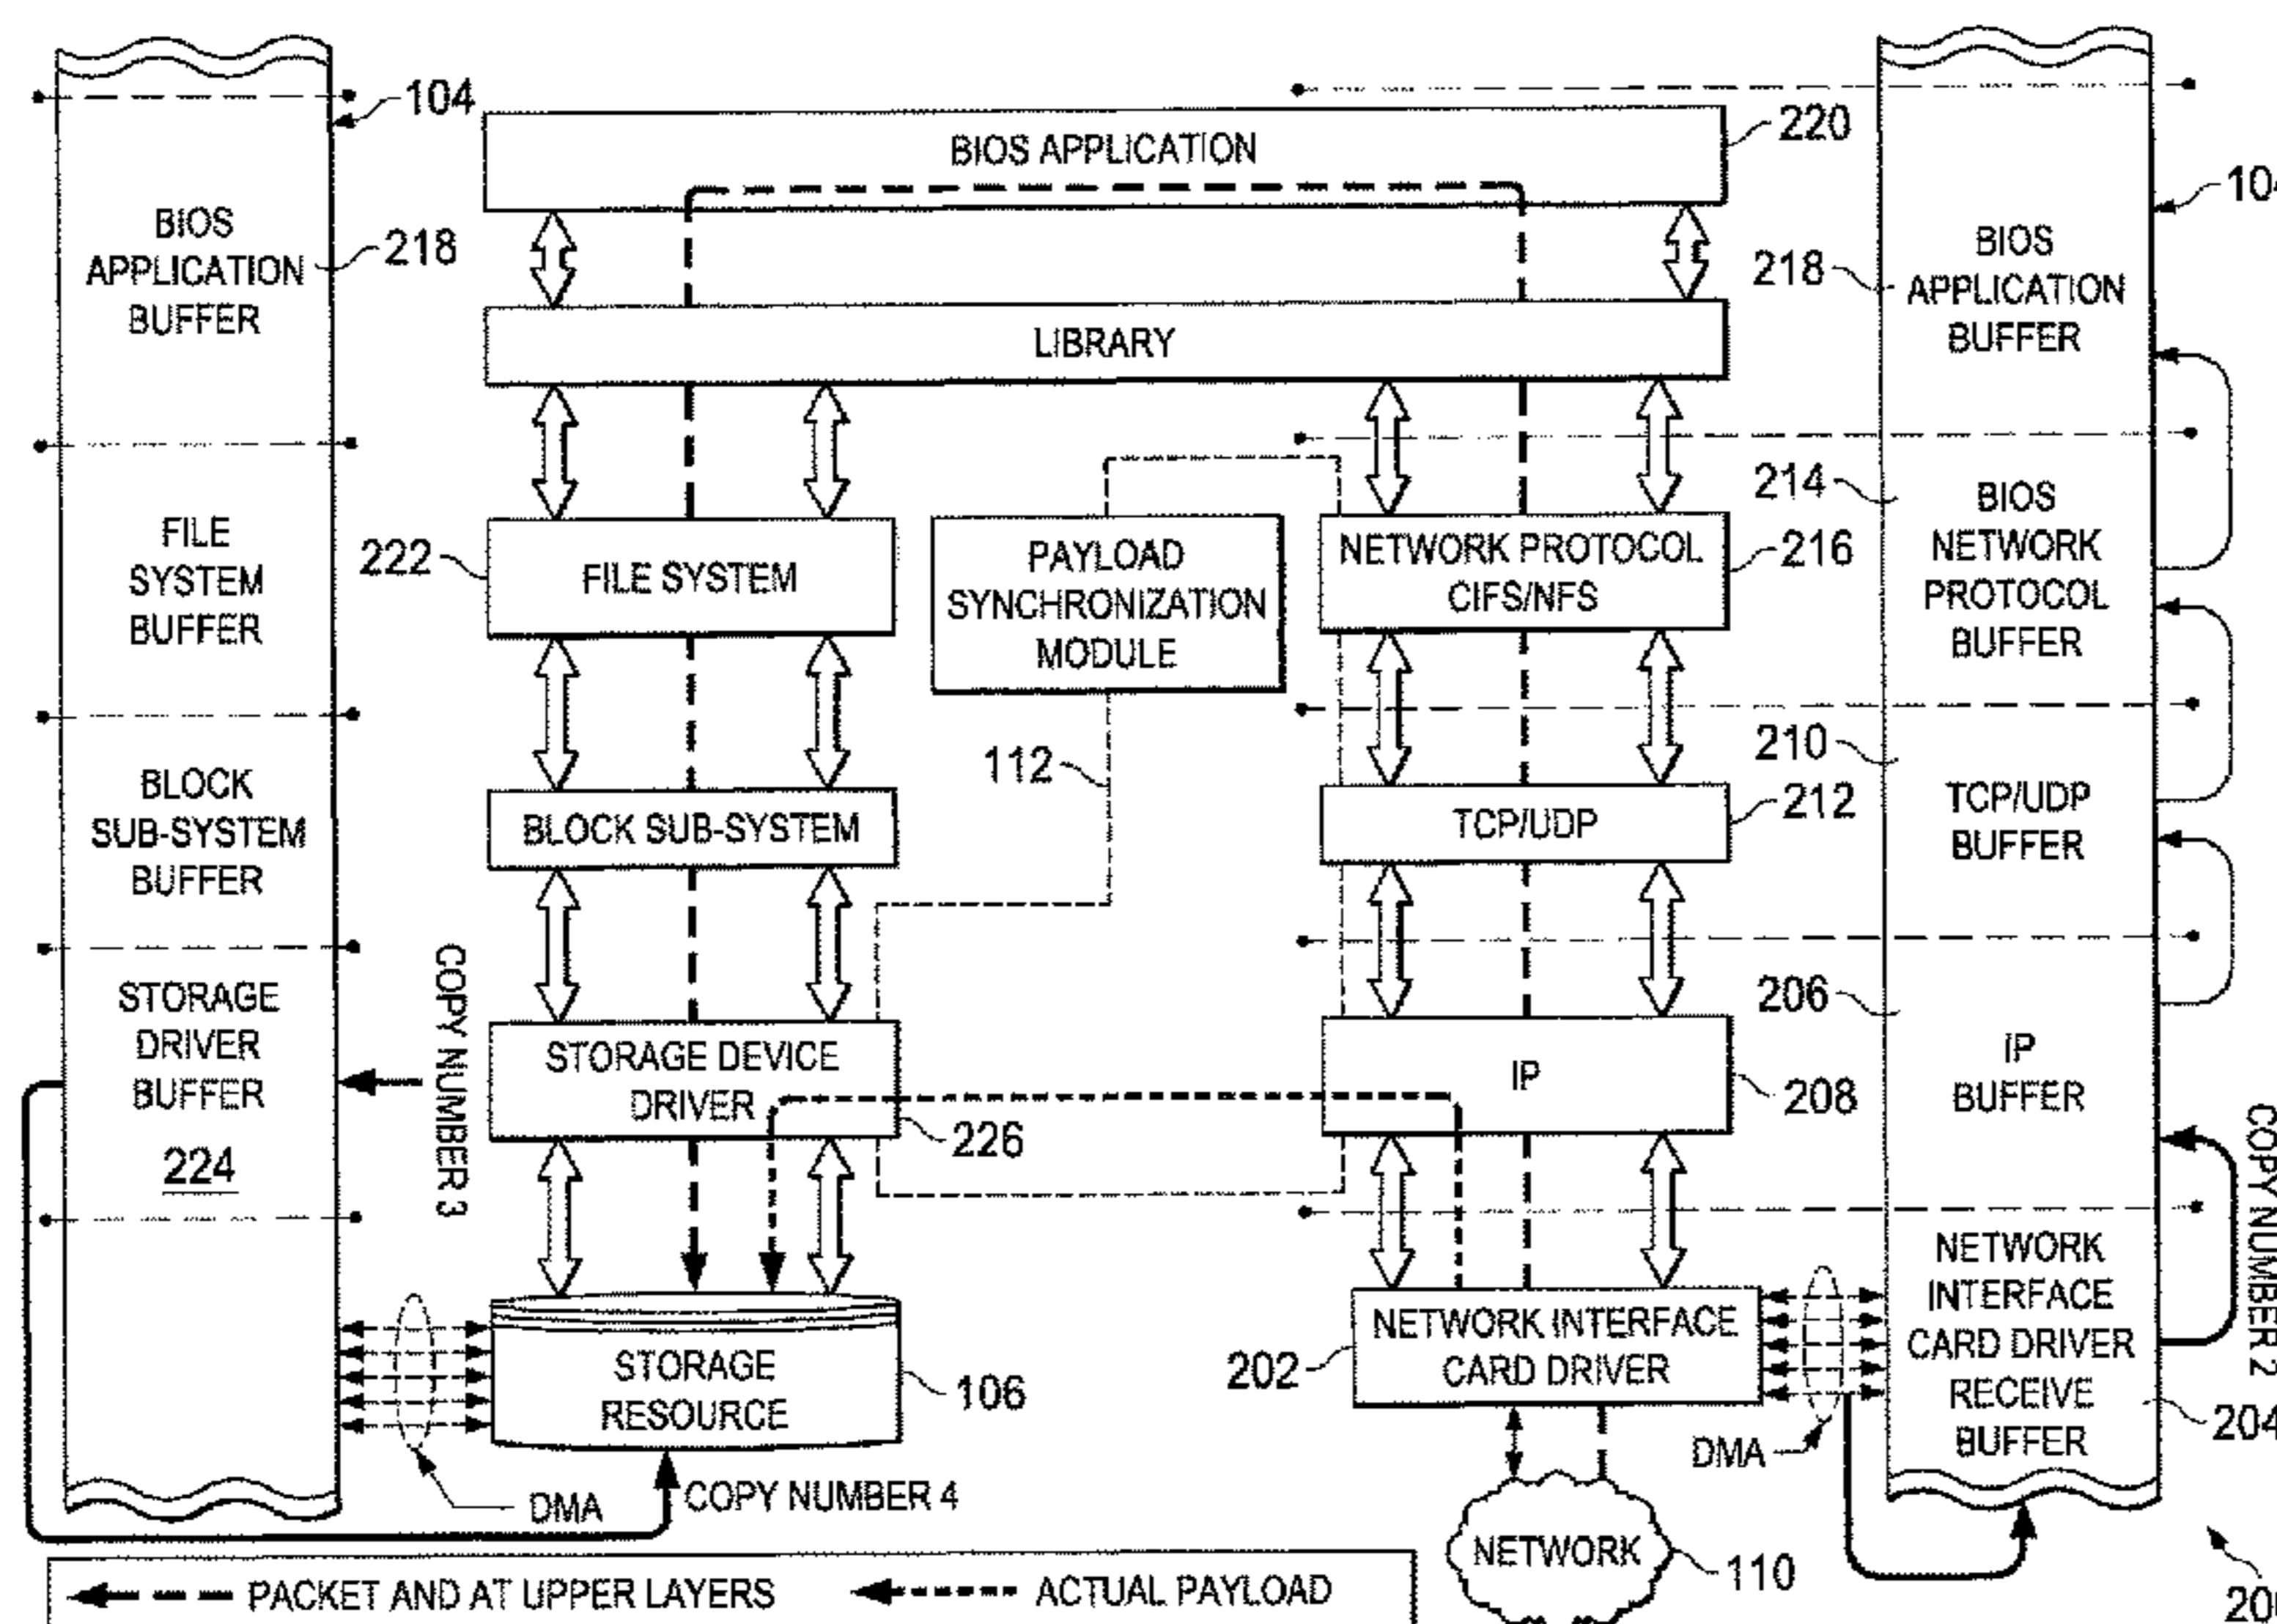 104
BIOS
APPLICATION
BUFFER
218
FILE
SYSTEM
BUFFER
BLOCK
SUB-SYSTEM
BUFFER
STORAGE
DRIVER
BUFFER
224
COPY NUMBER 3
BIOS APPLICATION
220
LIBRARY
222
FILE SYSTEM
PAYLOAD
SYNCHRONIZATION
MODULE
NETWORK PROTOCOL
CIFS/NFS
216
112
BLOCK SUB-SYSTEM
TCP/UDP
212
STORAGE DEVICE
DRIVER
226
IP
208
STORAGE
RESOURCE
106
DMA
COPY NUMBER 4
202
NETWORK INTERFACE
CARD DRIVER
DMA
NETWORK
110
218
BIOS
APPLICATION
BUFFER
214
BIOS
NETWORK
PROTOCOL
BUFFER
210
TCP/UDP
BUFFER
206
IP
BUFFER
COPY NUMBER 2
NETWORK
INTERFACE
CARD DRIVER
RECEIVE
BUFFER
PACKET AND AT UPPER LAYERS
ACTUAL PAYLOAD